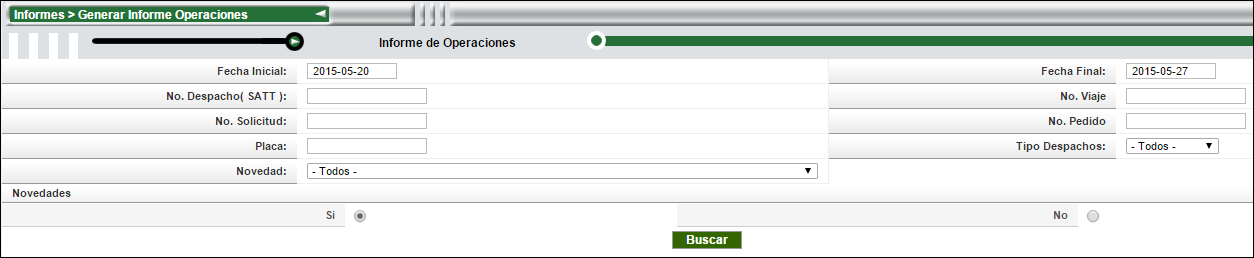 Informes > Generar Informe Operaciones
Informe de Operaciones
Fecha Inicial: 2015-05-20 Fecha Final: 2015-05-27
No. Despacho( SATT ): No. Viaje
No. Solicitud: No. Pedido
Placa: Tipo Despachos: - Todos -
Novedad: - Todos -
Novedades
Si No
Buscar